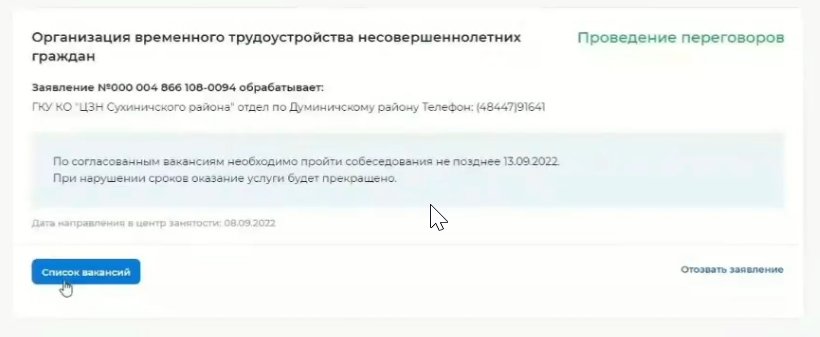 Организация временного трудоустройства несовершеннолетних
граждан
Проведение переговоров
Заявление №000 004 866 108-0094 обрабатывает:
ГКУ КО "ЦЗН Сухиничского района" отдел по Думиничскому району Телефон: (48447)91641
По согласованным вакансиям необходимо пройти собеседования не позднее 13.09.2022.
При нарушении сроков оказание услуги будет прекращено.
Дата направления в центр занятости: 08.09.2022
Список вакансий
Отозвать заявление